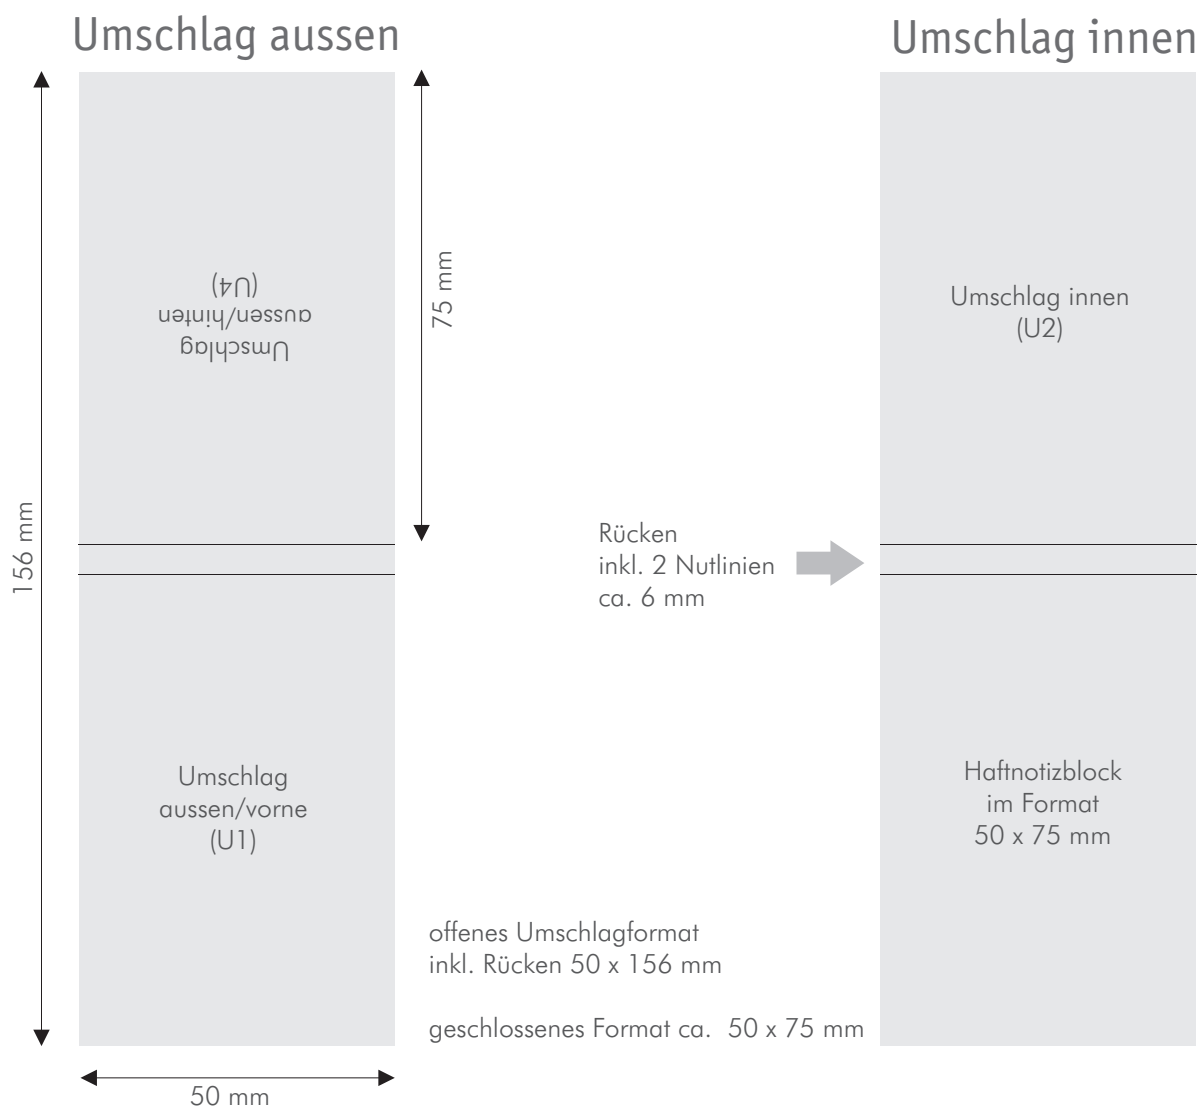 Umschlag aussen
Umschlag innen
156 mm
Umschlag
aussen/hinten
(U4)
75 mm
Umschlag innen
(U2)
Rücken
inkl. 2 Nutlinien
ca. 6 mm
Umschlag
aussen/vorne
(U1)
Haftnotizblock
im Format
50 x 75 mm
offenes Umschlagformat
inkl. Rücken 50 x 156 mm
geschlossenes Format ca.  50 x 75 mm
50 mm